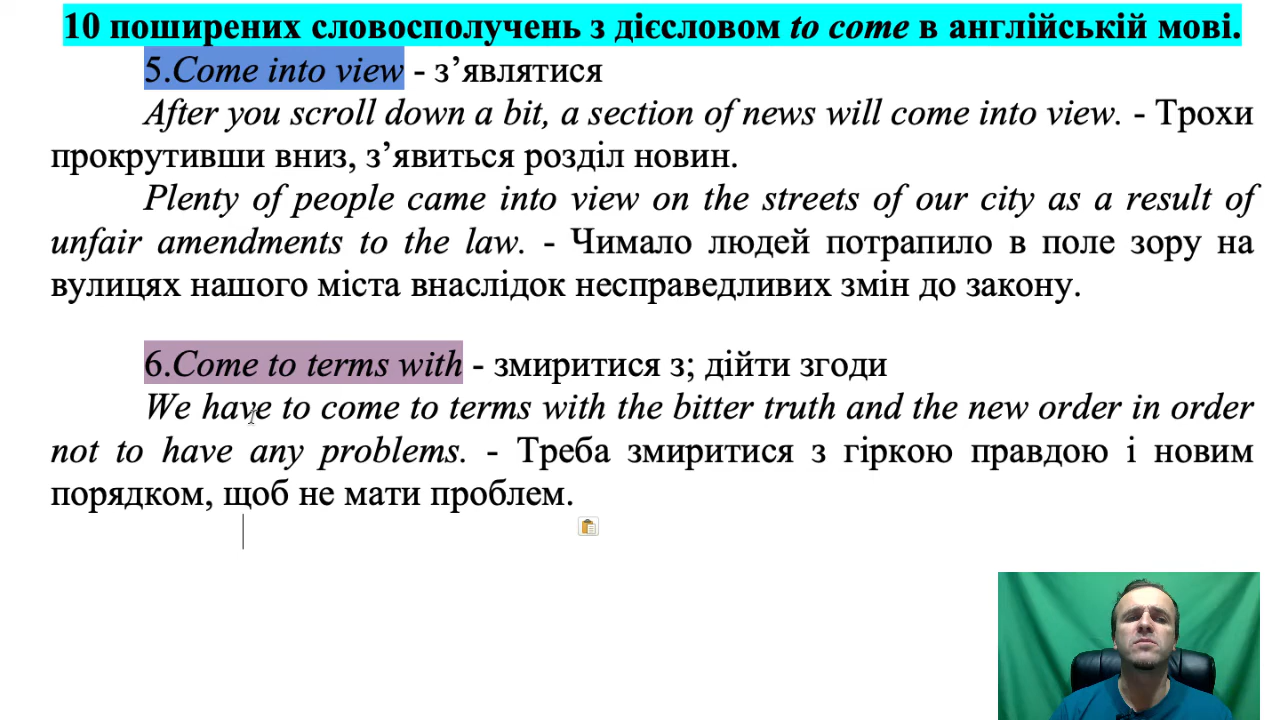 10 поширених словосполучень з дієсловом to come в англійській мові.
5.Come into view - з’являтися
After you scroll down a bit, a section of news will come into view. - Трохи
прокрутивши вниз, з’явиться розділ новин.
Plenty of people came into view on the streets of our city as a result of
unfair amendments to the law. - Чимало людей потрапило в поле зору на
вулицях нашого міста внаслідок несправедливих змін до закону.
6.Come to terms with - змиритися з; дійти згоди
We have to come to terms with the bitter truth and the new order in order
not to have any problems. - Треба змиритися з гіркою правдою і новим
порядком, щоб не мати проблем.